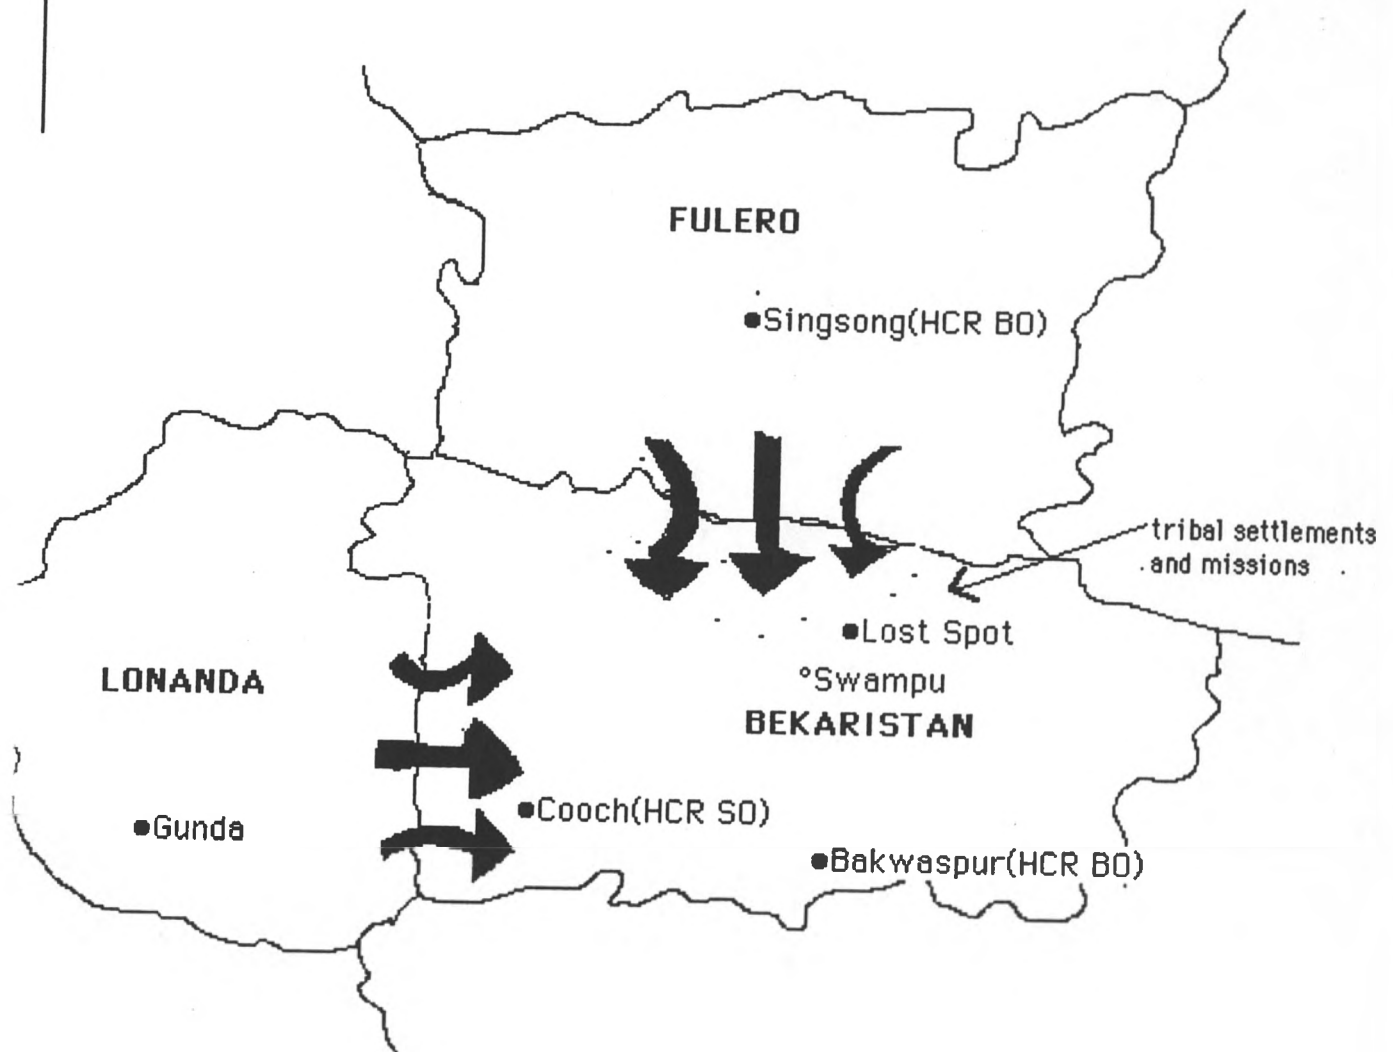 FULERO
Singsong(HCR BO)
tribal settlements
and missions
Lost Spot
Swampu
LONANDA
BEKARISTAN
Cooch(HCR SO)
Gunda
Bakwaspur(HCR BO)